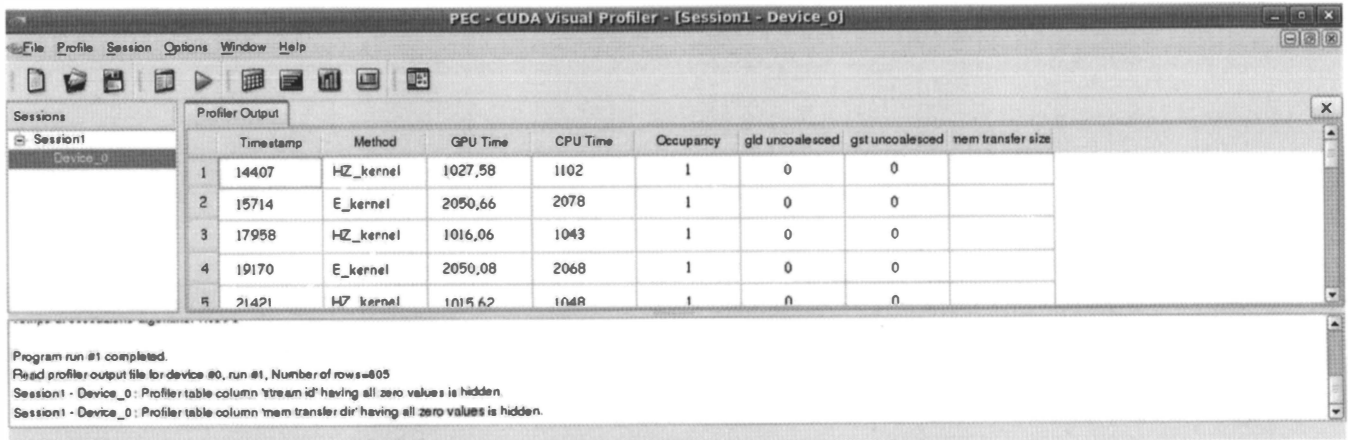 PEC - CUDA Visual Profiler - [Session1 - Device_0]
File Profile Session Options Window Help
Sessions
Profiler Output
Session1
Device_0
Timestamp Method GPU Time CPU Time Occupancy gld uncoalesced gst uncoalesced mem transfer size
1 14407 HZ_kernel 1027,58 1102 1 0 0
2 15714 E_kernel 2050,66 2078 1 0 0
3 17958 HZ_kernel 1016,06 1043 1 0 0
4 19170 E_kernel 2050,08 2068 1 0 0
5 21421 HZ_kernel 1015,62 1048 1 0 0
Program run #1 completed.
Read profiler output file for device #0, run #1, Number of rows=805
Session1 - Device_0 : Profiler table column 'stream id' having all zero values is hidden.
Session1 - Device_0 : Profiler table column 'mem transfer dir' having all zero values is hidden.